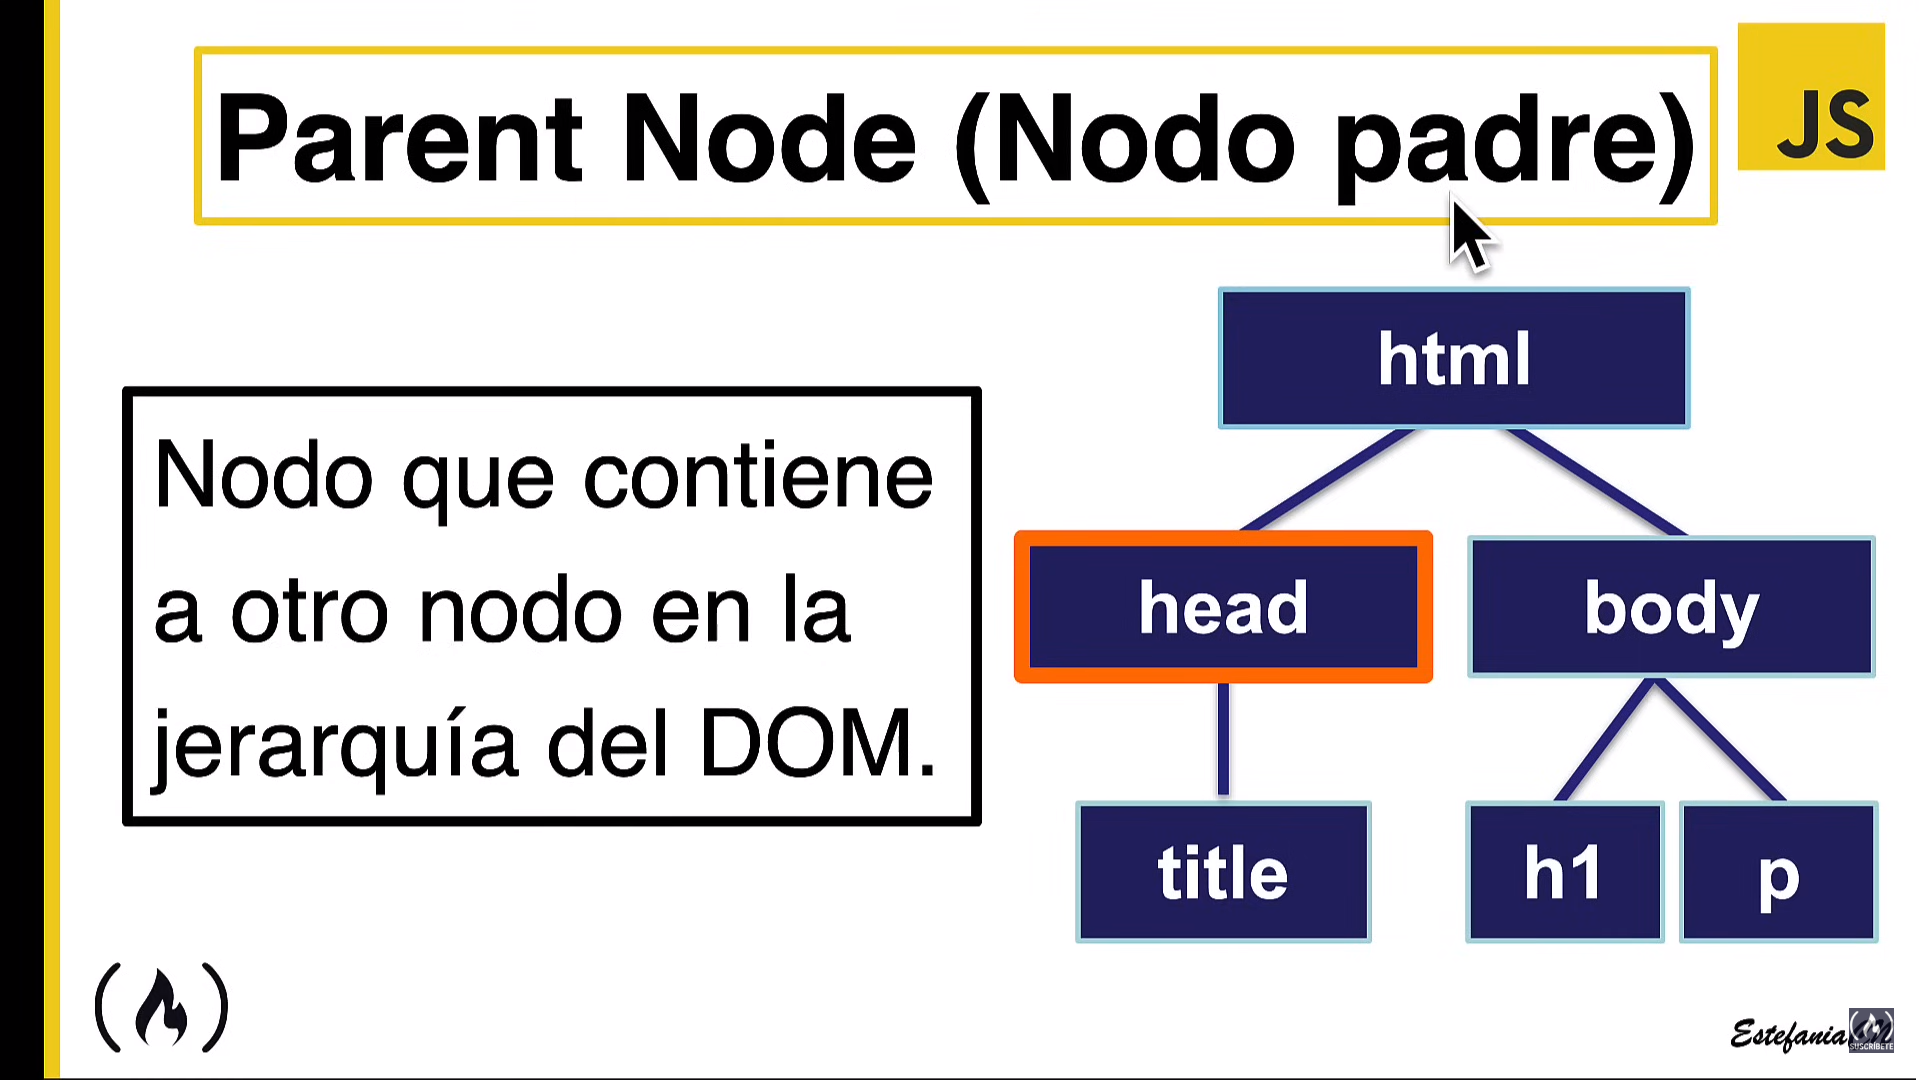 Parent Node (Nodo padre)
JS
html
Nodo que contiene
a otro nodo en la
jerarquía del DOM.
head
body
title
h1
p
Estefania
SUSCRÍBETE